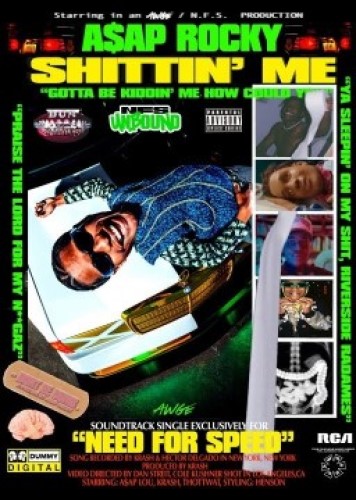 Starring in an AWGE / N.F.S. PRODUCTION
A$AP ROCKY
SHITTIN' ME
"GOTTA BE KIDDIN' ME HOW COULD
NFS
UNBOUND
PARENTAL
ADVISORY
EXPLICIT CONTENT
"PRAISE THE LORD FOR MY N**GAZ"
"YA SLEEPIN' ON MY SHIT, RIVERSIDE RADAMES"
AWGE
SOUNDTRACK SINGLE EXCLUSIVELY FOR
"NEED FOR SPEED"
SONG RECORDED BY KRASH & HECTOR DELGADO IN NEW YORK, NEW YORK
PRODUCED BY KRASH
VIDEO DIRECTED BY DAN STREIT, COLE KUSHNER SHOT IN LOS ANGELES, CA
STARRING: A$AP LOU, KRASH, THOTTWAT, STYLING: HENSON
DUMMY
DIGITAL
RCA